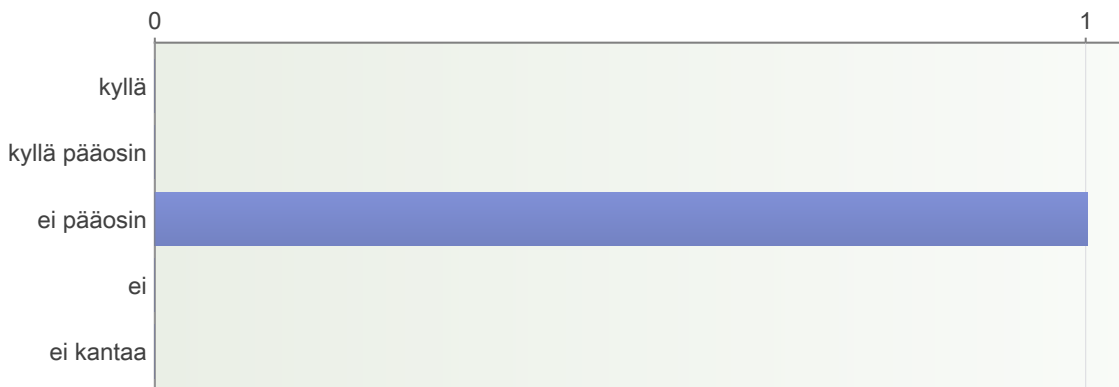 0 1
kyllä
kyllä pääosin
ei pääosin
ei
ei kantaa